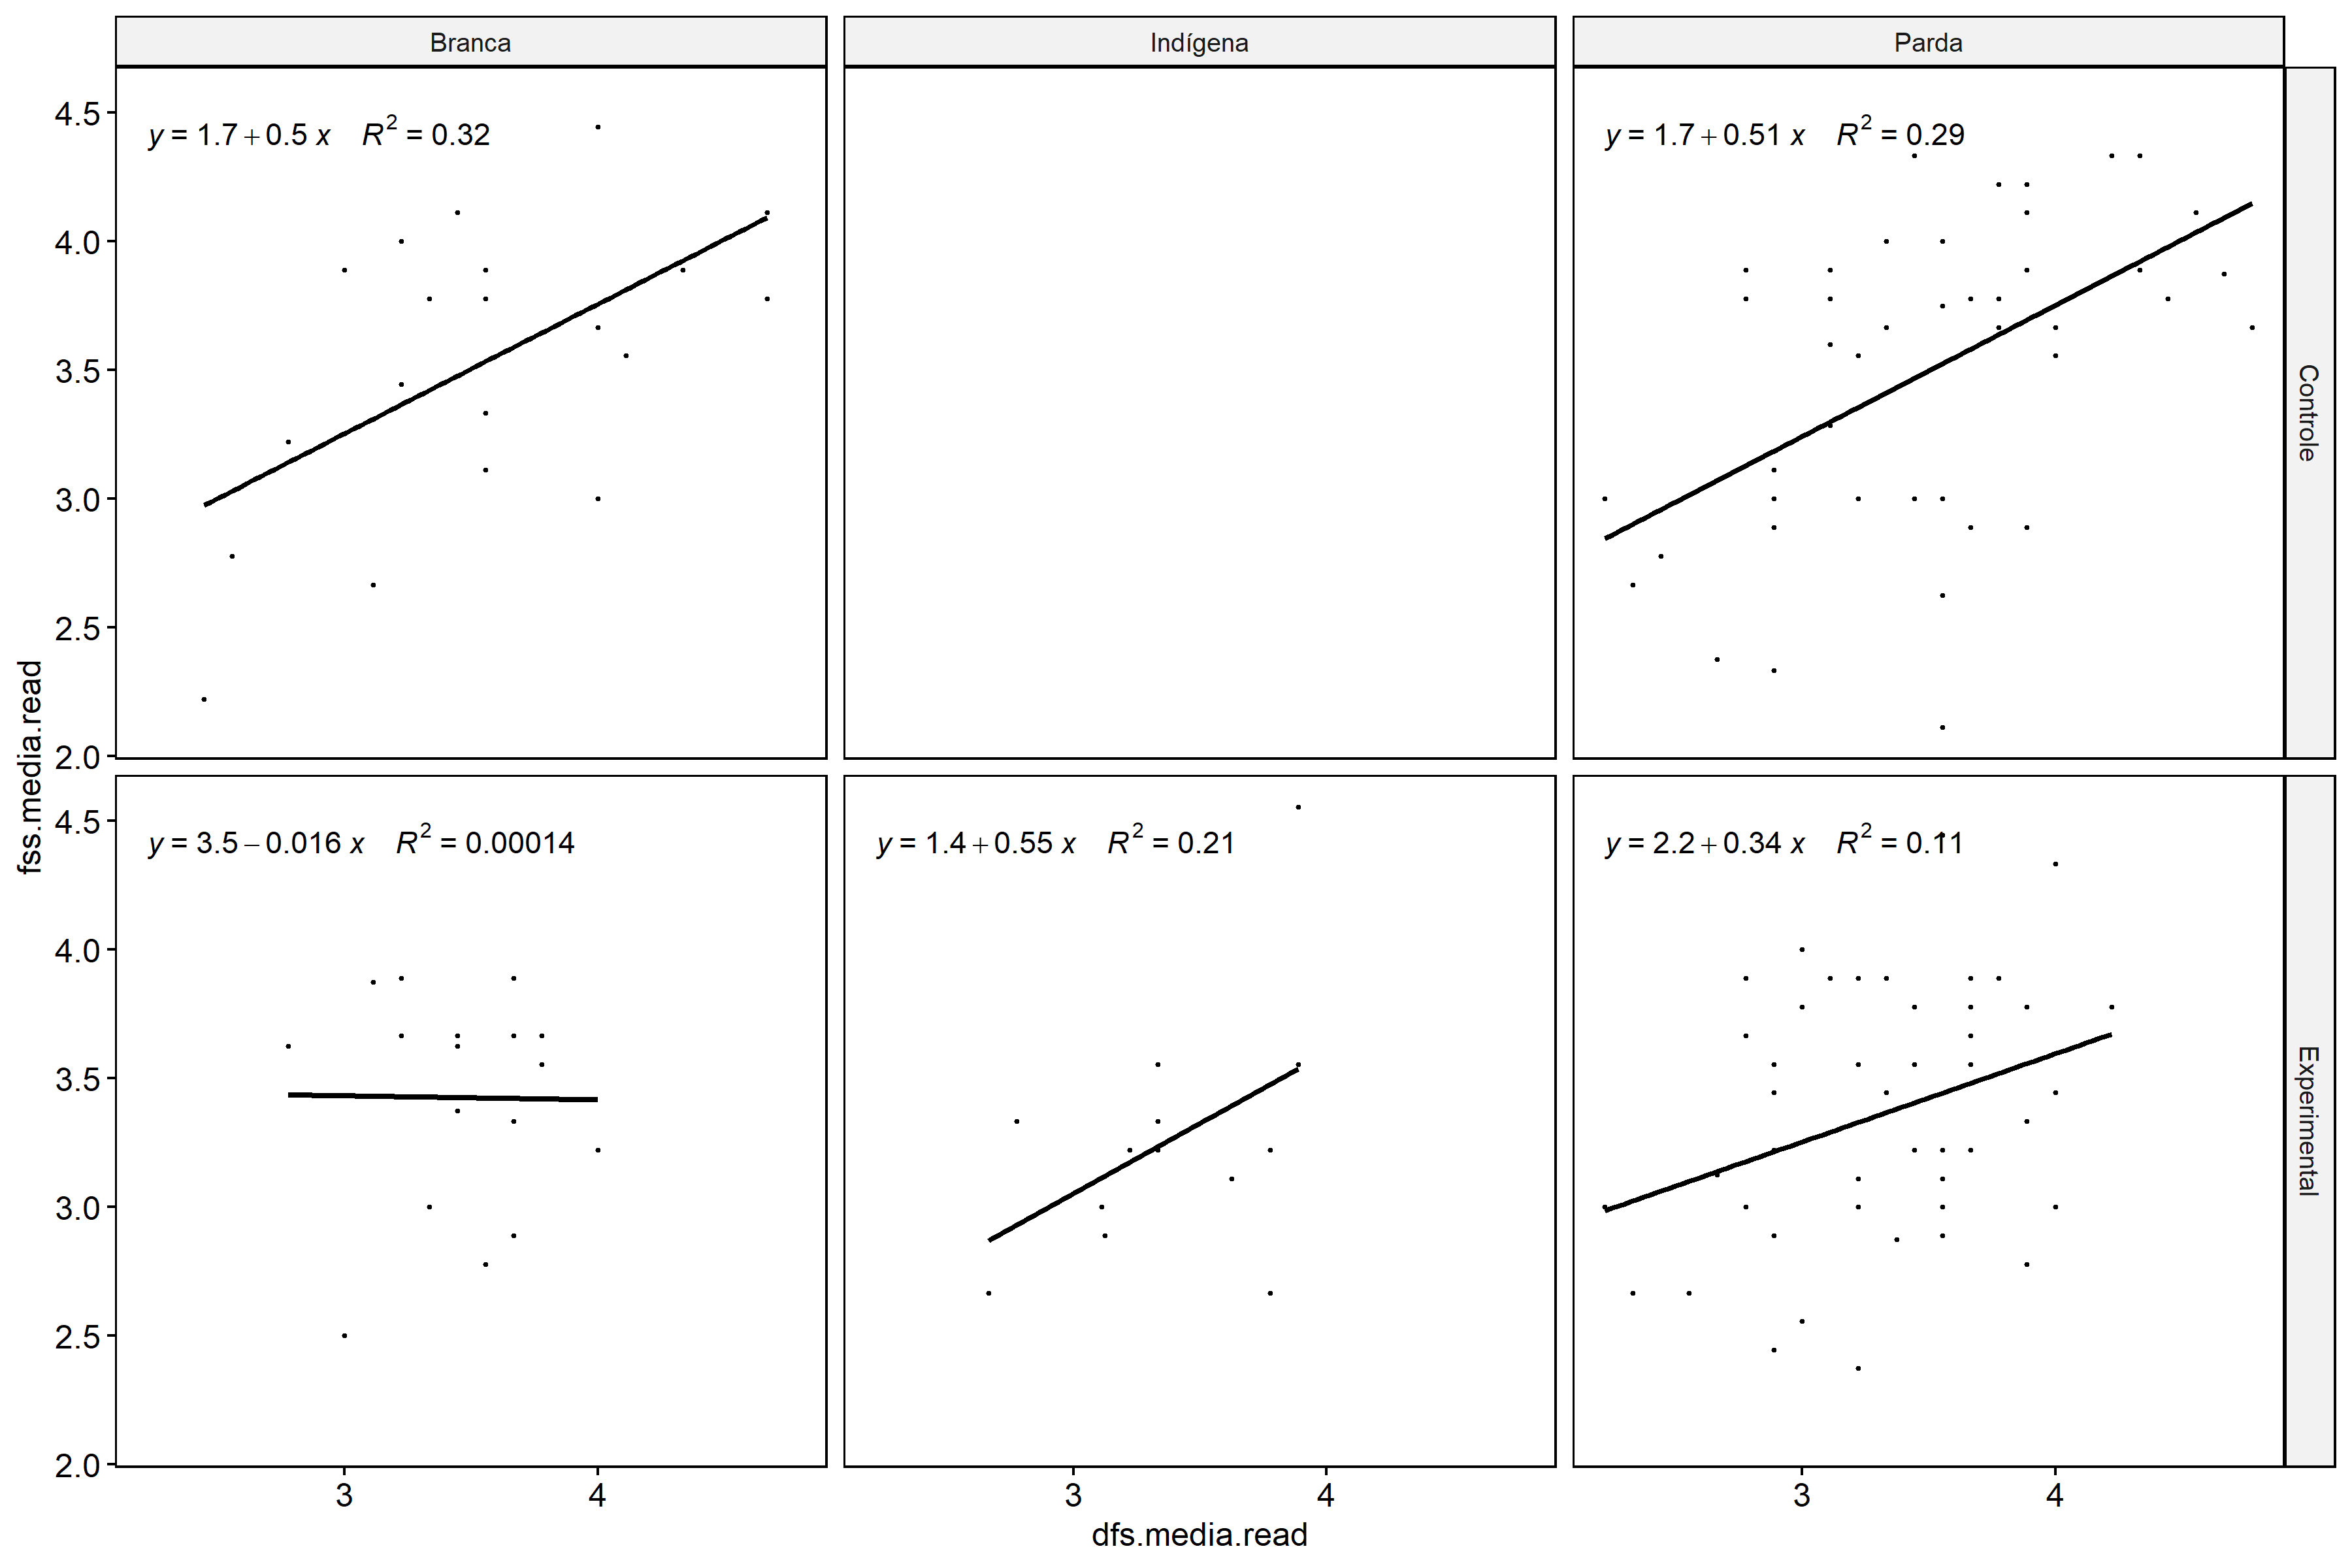 Branca
Indígena
Parda
4.5
4.0
3.5
3.0
2.5
2.0
y = 1.7 + 0.5 x R² = 0.32
y = 1.7 + 0.51 x R² = 0.29
Controle
fss.media.read
4.5
4.0
3.5
3.0
2.5
2.0
y = 3.5 − 0.016 x R² = 0.00014
y = 1.4 + 0.55 x R² = 0.21
y = 2.2 + 0.34 x R² = 0.11
Experimental
3 4
3 4
3 4
dfs.media.read